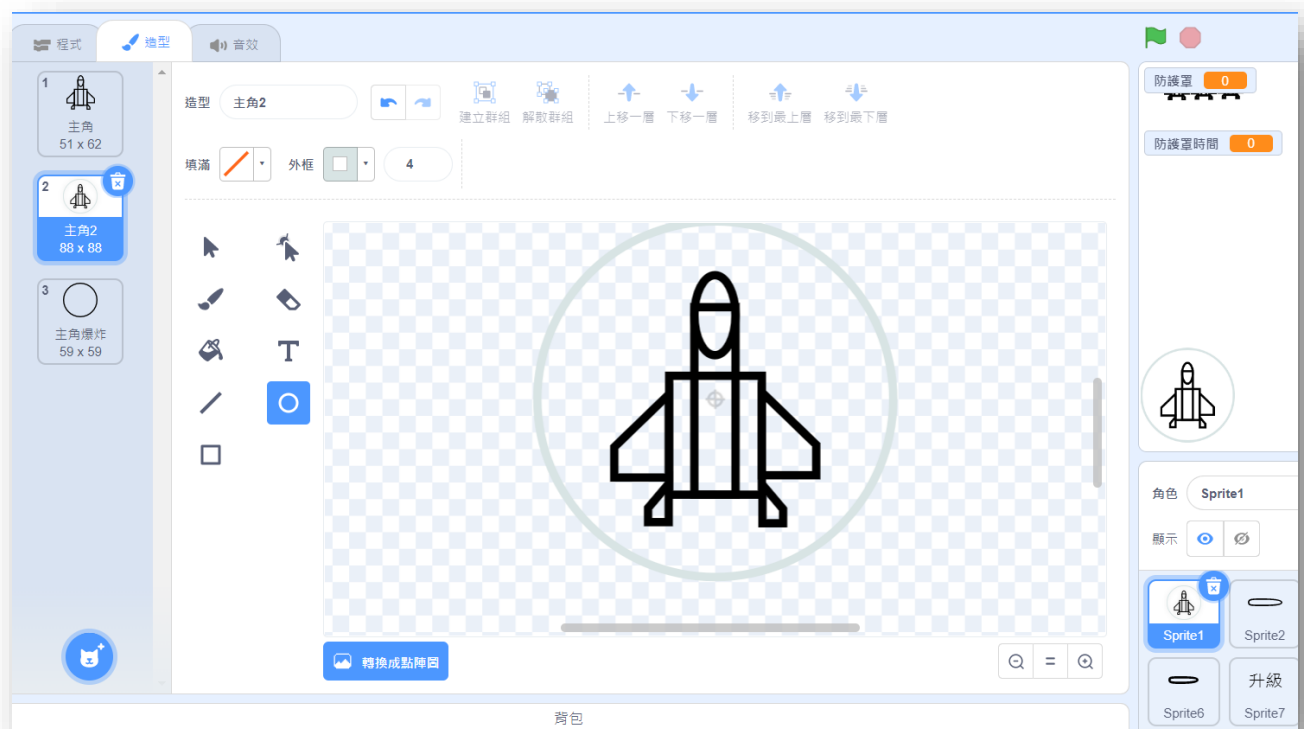 程式
造型
音效
1
主角
51 x 62
2
主角2
88 x 88
3
主角爆炸
59 x 59
造型
主角2
建立群組
解散群組
上移一層
下移一層
移到最上層
移到最下層
填滿
外框
4
T
轉換成點陣圖
=
背包
防護罩
0
防護罩時間
0
角色
Sprite1
顯示
Sprite1
Sprite2
Sprite6
升級
Sprite7